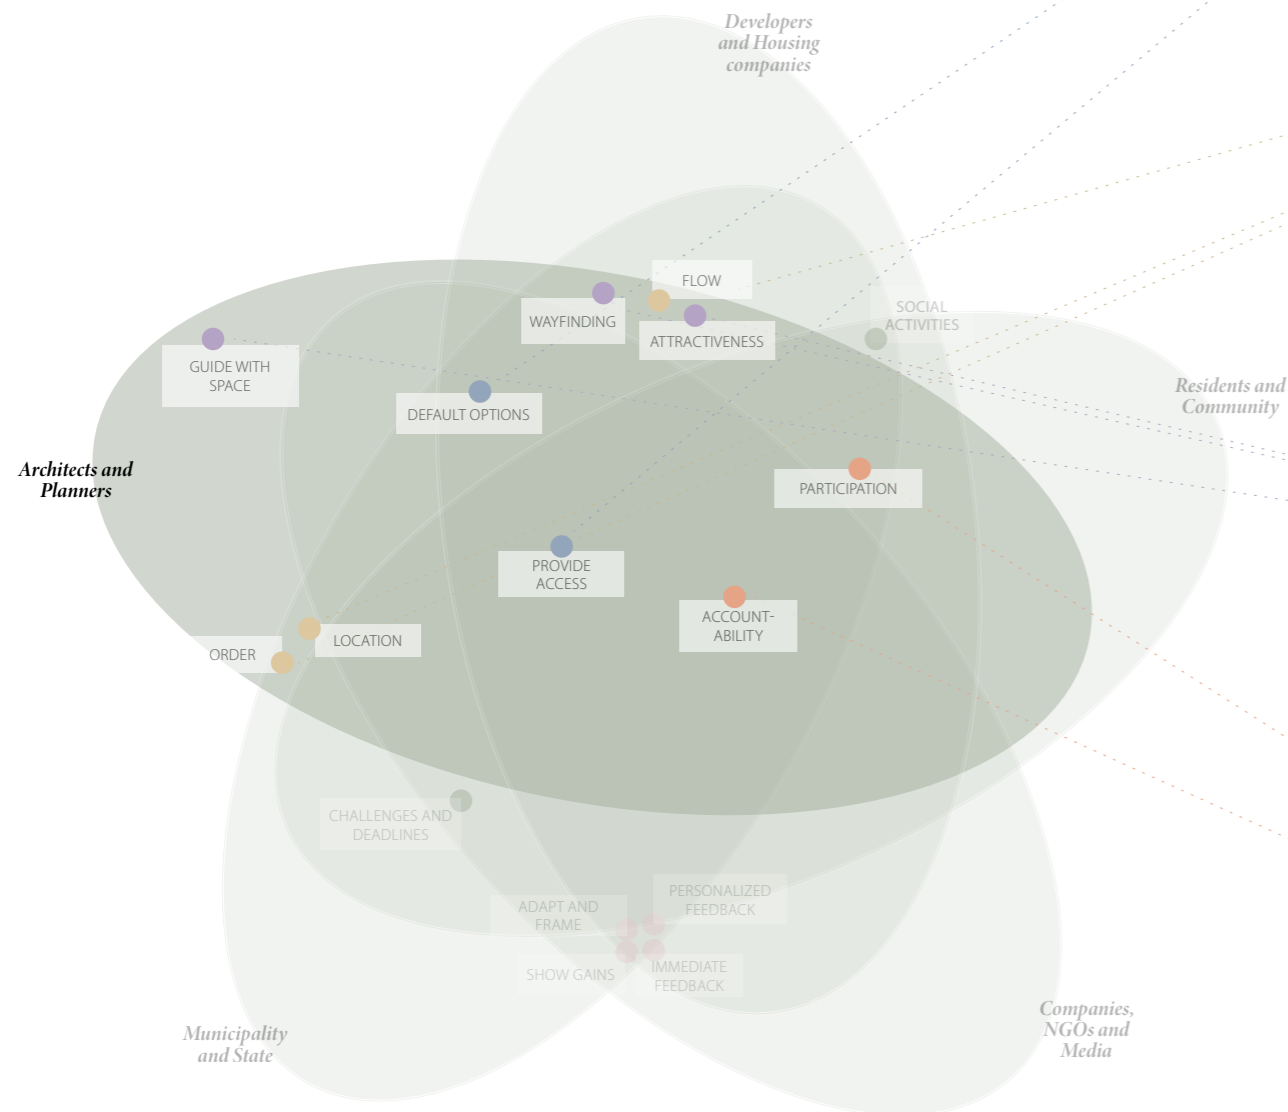 Developers
and Housing
companies
FLOW
WAYFINDING
ATTRACTIVENESS
SOCIAL
ACTIVITIES
GUIDE WITH
SPACE
DEFAULT OPTIONS
Residents and
Community
Architects and
Planners
PARTICIPATION
PROVIDE
ACCESS
ACCOUNT-
ABILITY
LOCATION
ORDER
CHALLENGES AND
DEADLINES
PERSONALIZED
FEEDBACK
ADAPT AND
FRAME
SHOW GAINS
IMMEDIATE
FEEDBACK
Municipality
and State
Companies,
NGOs and
Media